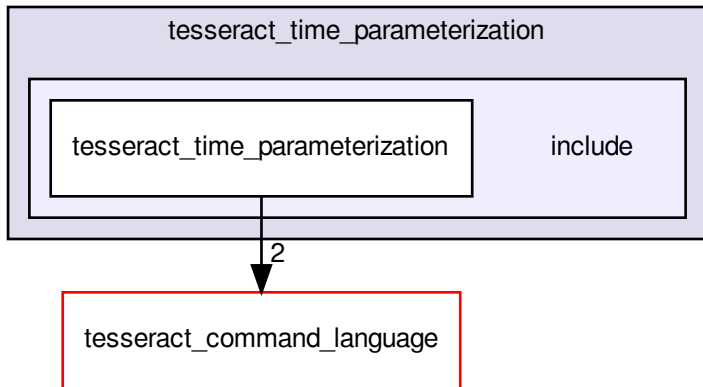 tesseract_time_parameterization
tesseract_time_parameterization
include
2
tesseract_command_language